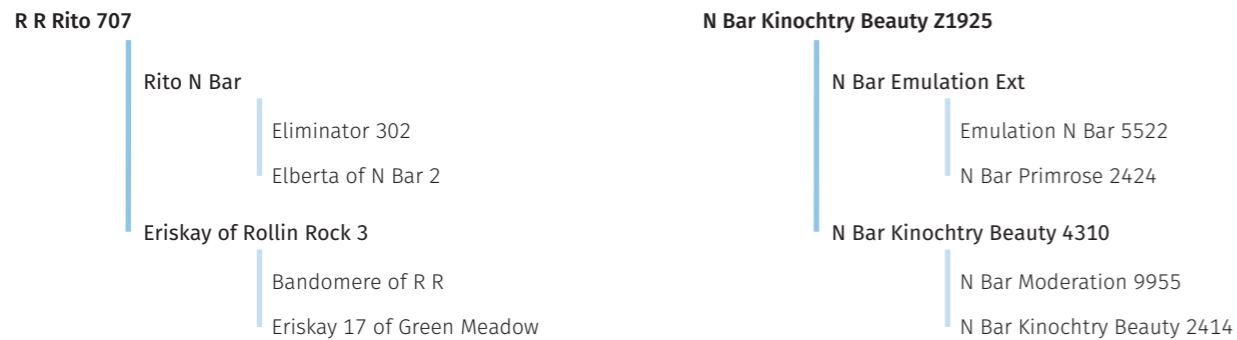 R R Rito 707
Rito N Bar
Eliminator 302
Elberta of N Bar 2
Eriskay of Rollin Rock 3
Bandomere of R R
Eriskay 17 of Green Meadow
N Bar Kinochtry Beauty Z1925
N Bar Emulation Ext
Emulation N Bar 5522
N Bar Primrose 2424
N Bar Kinochtry Beauty 4310
N Bar Moderation 9955
N Bar Kinochtry Beauty 2414